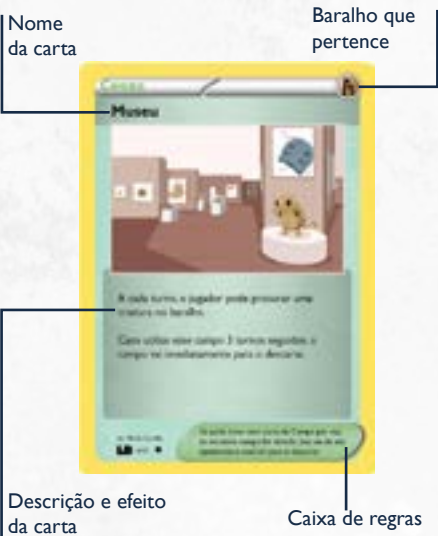 Nome
da carta
Baralho que
pertence
Campo
Museu
A cada turno, o jogador pode procurar uma
criatura no baralho.
Caso utilize este campo 3 turnos seguidos, o
campo vai imediatamente para o descarte.
Descrição e efeito
da carta
Caixa de regras